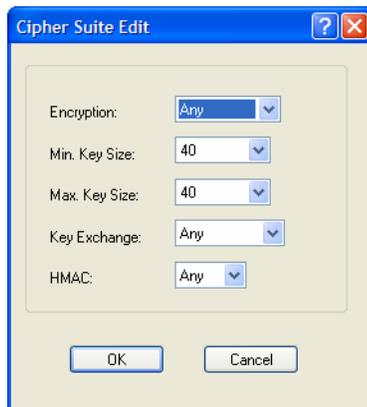 Cipher Suite Edit
Encryption: Any
Min. Key Size: 40
Max. Key Size: 40
Key Exchange: Any
HMAC: Any
OK Cancel